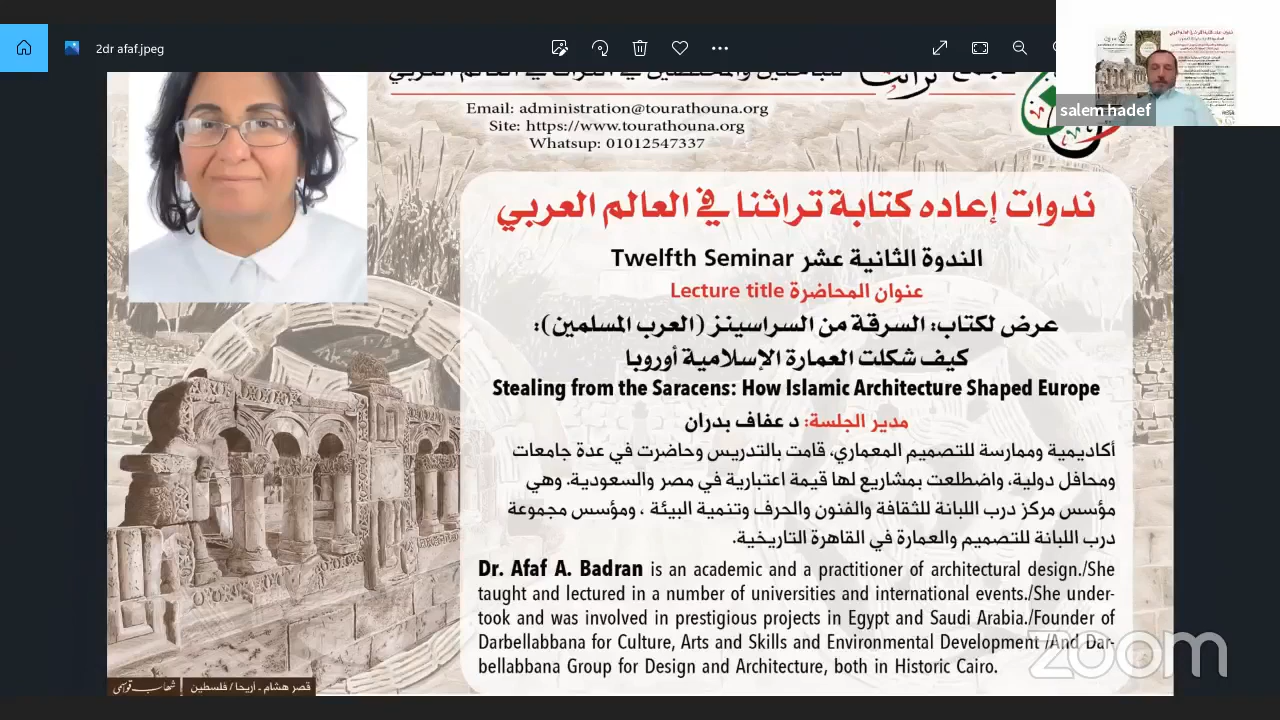 2dr afaf.jpeg
salem hadef
Email: administration@tourathouna.org
Site: https://www.tourathouna.org
Whatsup: 01012547337
ندوات إعاده كتابة تراثنا في العالم العربي
الندوة الثانية عشر Twelfth Seminar
عنوان المحاضرة Lecture title
عرض لكتاب: السرقة من السراسينز (العرب المسلمين):
كيف شكلت العمارة الإسلامية أوروبا
Stealing from the Saracens: How Islamic Architecture Shaped Europe
مدير الجلسة: د عفاف بدران
أكاديمية وممارسة للتصميم المعماري، قامت بالتدريس وحاضرت في عدة جامعات
ومحافل دولية، واضطلعت بمشاريع لها قيمة اعتبارية في مصر والسعودية. وهي
مؤسس مركز درب اللبانة للثقافة والفنون والحرف وتنمية البيئة ، ومؤسس مجموعة
درب اللبانة للتصميم والعمارة في القاهرة التاريخية.
Dr. Afaf A. Badran is an academic and a practitioner of architectural design./She
taught and lectured in a number of universities and international events./She under-
took and was involved in prestigious projects in Egypt and Saudi Arabia./Founder of
Darbellabbana for Culture, Arts and Skills and Environmental Development /And Dar-
bellabbana Group for Design and Architecture, both in Historic Cairo.
zoom
قصر هشام - أريحا / فلسطين